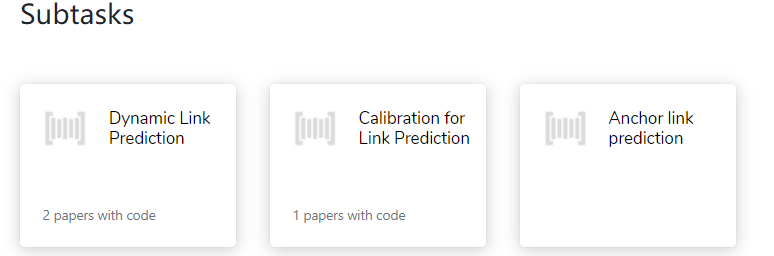 Subtasks
Dynamic Link
Prediction
2 papers with code
Calibration for
Link Prediction
1 papers with code
Anchor link
prediction